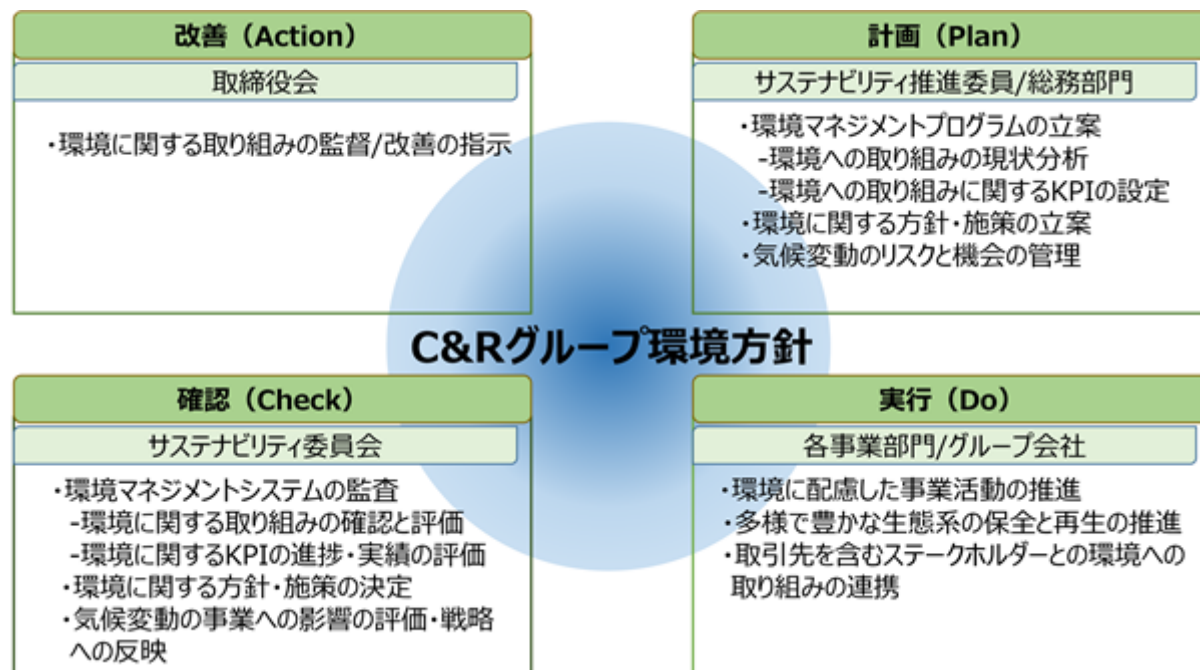 改善（Action）
取締役会
・環境に関する取り組みの監督/改善の指示
計画（Plan）
サステナビリティ推進委員/総務部門
・環境マネジメントプログラムの立案
-環境への取り組みの現状分析
-環境への取り組みに関するKPIの設定
・環境に関する方針・施策の立案
・気候変動のリスクと機会の管理
C&Rグループ環境方針
確認（Check）
サステナビリティ委員会
・環境マネジメントシステムの監査
-環境に関する取り組みの確認と評価
-環境に関するKPIの進捗・実績の評価
・環境に関する方針・施策の決定
・気候変動の事業への影響の評価・戦略
への反映
実行（Do）
各事業部門/グループ会社
・環境に配慮した事業活動の推進
・多様で豊かな生態系の保全と再生の推進
・取引先を含むステークホルダーとの環境への
取り組みの連携